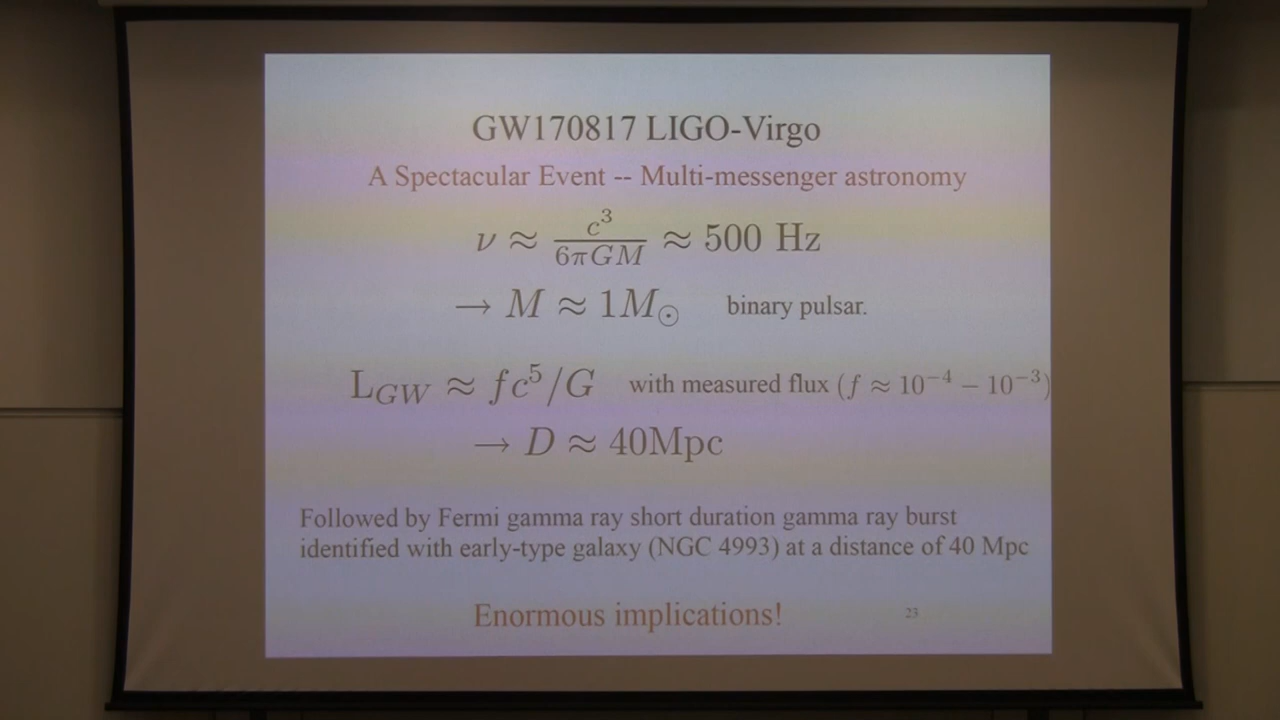 GW170817 LIGO-Virgo
A Spectacular Event -- Multi-messenger astronomy
ν ≈ c³/6πGM ≈ 500 Hz
→ M ≈ 1M⊙ binary pulsar.
L_GW ≈ fc⁵/G with measured flux (f ≈ 10⁻⁴ − 10⁻³)
→ D ≈ 40Mpc
Followed by Fermi gamma ray short duration gamma ray burst
identified with early-type galaxy (NGC 4993) at a distance of 40 Mpc
Enormous implications!
23